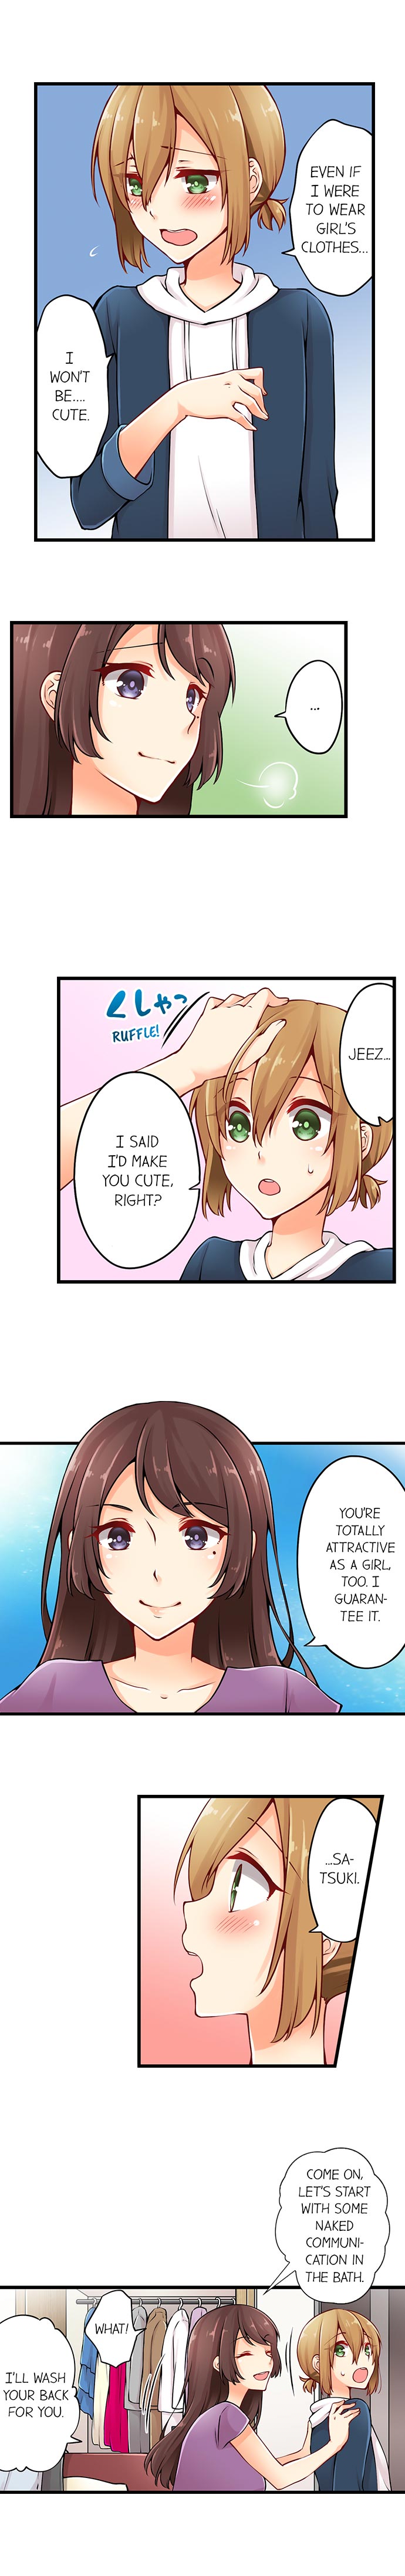 EVEN IF
I WERE
TO WEAR
GIRL'S
CLOTHES...
I
WON'T
BE....
CUTE.
...
くしゃっ
RUFFLE!
JEEZ...
I SAID
I'D MAKE
YOU CUTE,
RIGHT?
YOU'RE
TOTALLY
ATTRACTIVE
AS A GIRL,
TOO. I
GUARAN-
TEE IT.
...SA-
TSUKI.
COME ON,
LET'S START
WITH SOME
NAKED
COMMUNI-
CATION IN
THE BATH.
WHAT!
I'LL WASH
YOUR BACK
FOR YOU.